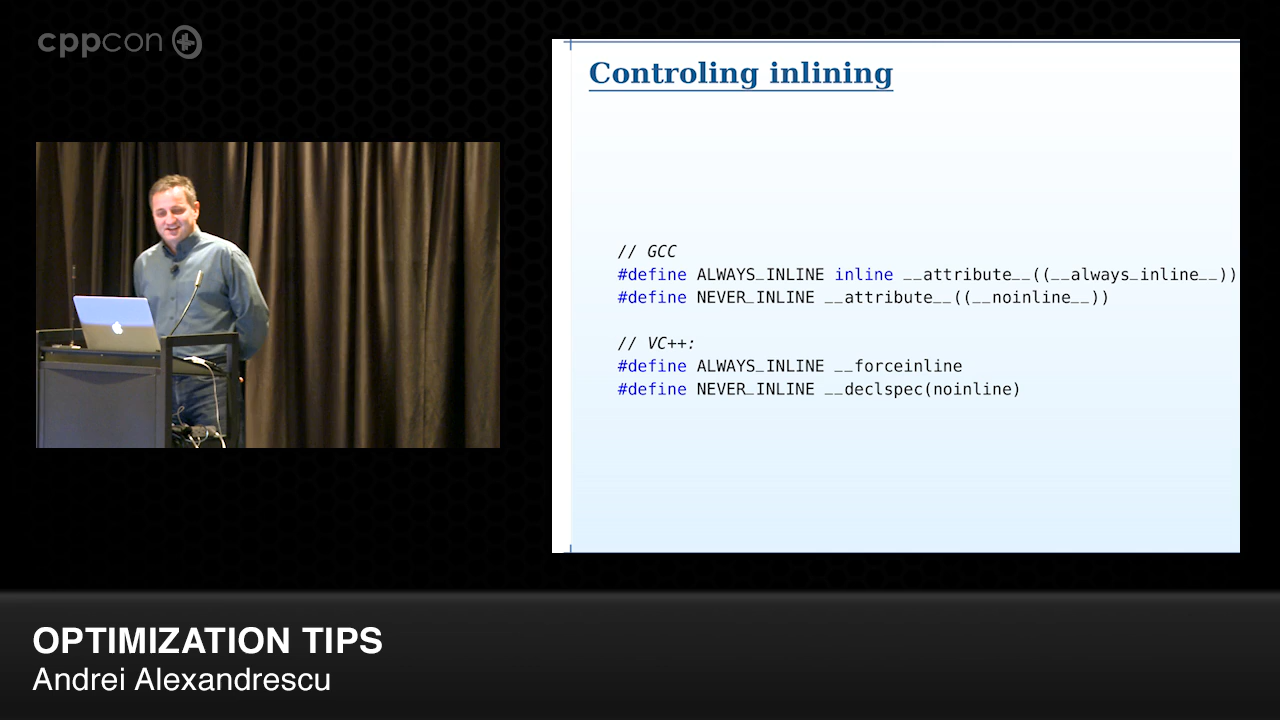 cppcon
Controling inlining
// GCC
#define ALWAYS_INLINE inline __attribute__((__always_inline__))
#define NEVER_INLINE __attribute__((__noinline__))
// VC++:
#define ALWAYS_INLINE __forceinline
#define NEVER_INLINE __declspec(noinline)
OPTIMIZATION TIPS
Andrei Alexandrescu